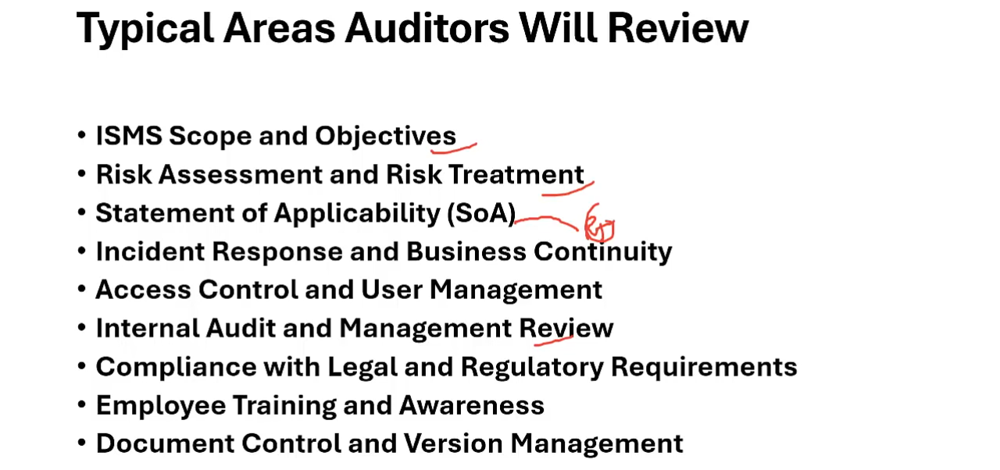 Typical Areas Auditors Will Review
• ISMS Scope and Objectives
• Risk Assessment and Risk Treatment
• Statement of Applicability (SoA)
• Incident Response and Business Continuity
• Access Control and User Management
• Internal Audit and Management Review
• Compliance with Legal and Regulatory Requirements
• Employee Training and Awareness
• Document Control and Version Management